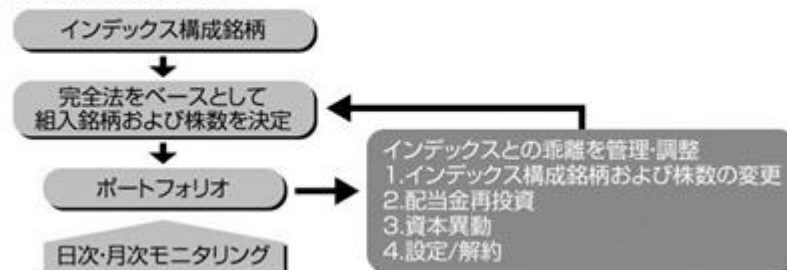 インデックス構成銘柄
完全法をベースとして
組入銘柄および株数を決定
ポートフォリオ
日次・月次モニタリング
インデックスとの乖離を管理・調整
1.インデックス構成銘柄および株数の変更
2.配当金再投資
3.資本異動
4.設定/解約